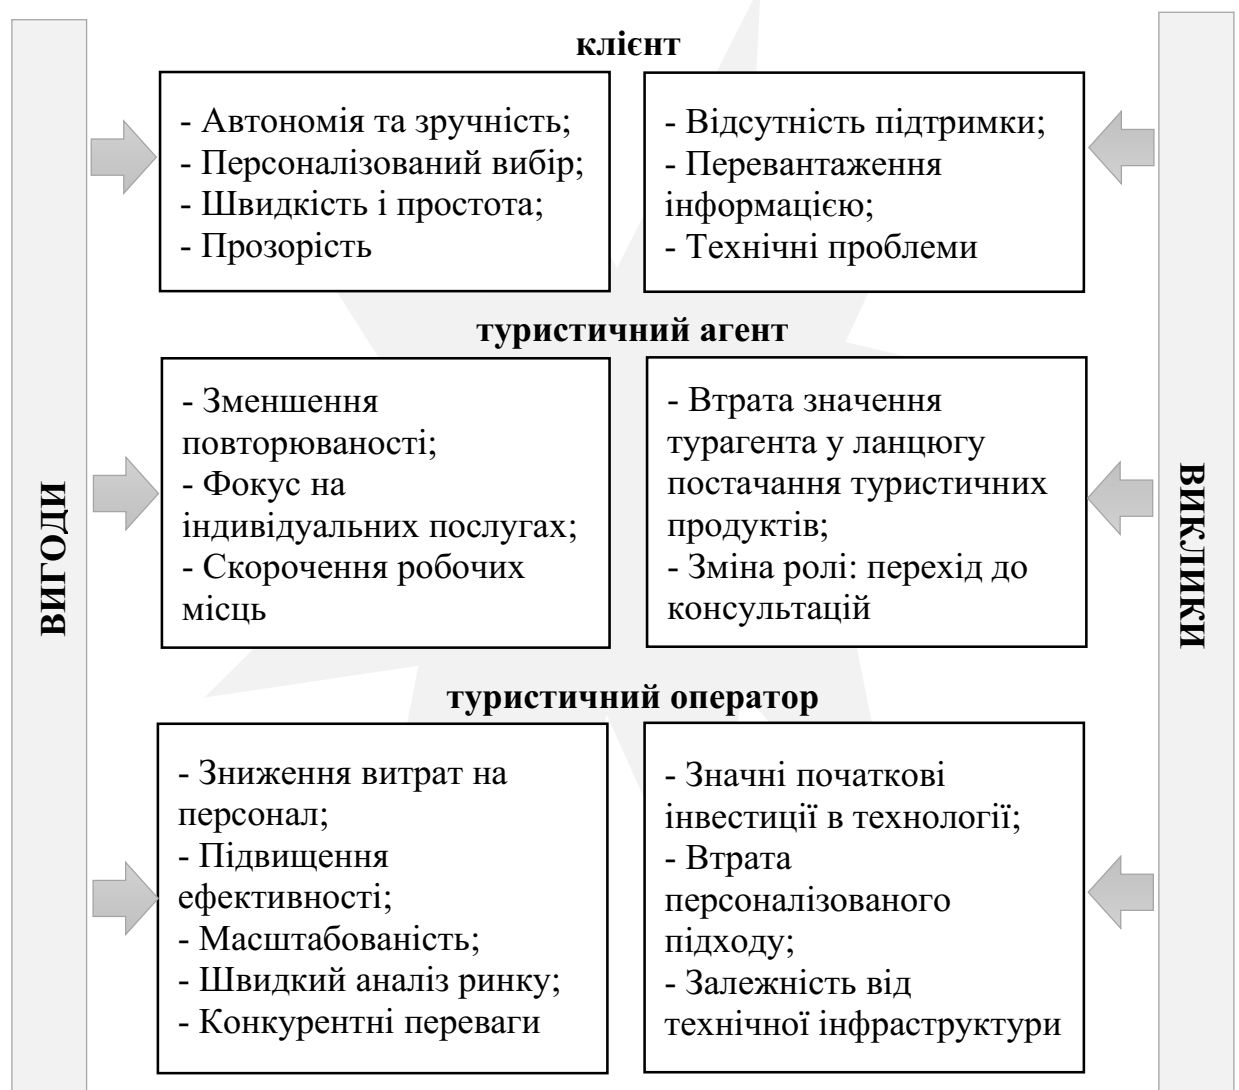 клієнт
- Автономія та зручність;
- Персоналізований вибір;
- Швидкість і простота;
- Прозорість
- Відсутність підтримки;
- Перевантаження
інформацією;
- Технічні проблеми
туристичний агент
- Зменшення
повторюваності;
- Фокус на
індивідуальних послугах;
- Скорочення робочих
місць
- Втрата значення
турагента у ланцюгу
постачання туристичних
продуктів;
- Зміна ролі: перехід до
консультацій
туристичний оператор
- Зниження витрат на
персонал;
- Підвищення
ефективності;
- Масштабованість;
- Швидкий аналіз ринку;
- Конкурентні переваги
- Значні початкові
інвестиції в технології;
- Втрата
персоналізованого
підходу;
- Залежність від
технічної інфраструктури
ВИГОДИ
ВИКЛИКИ